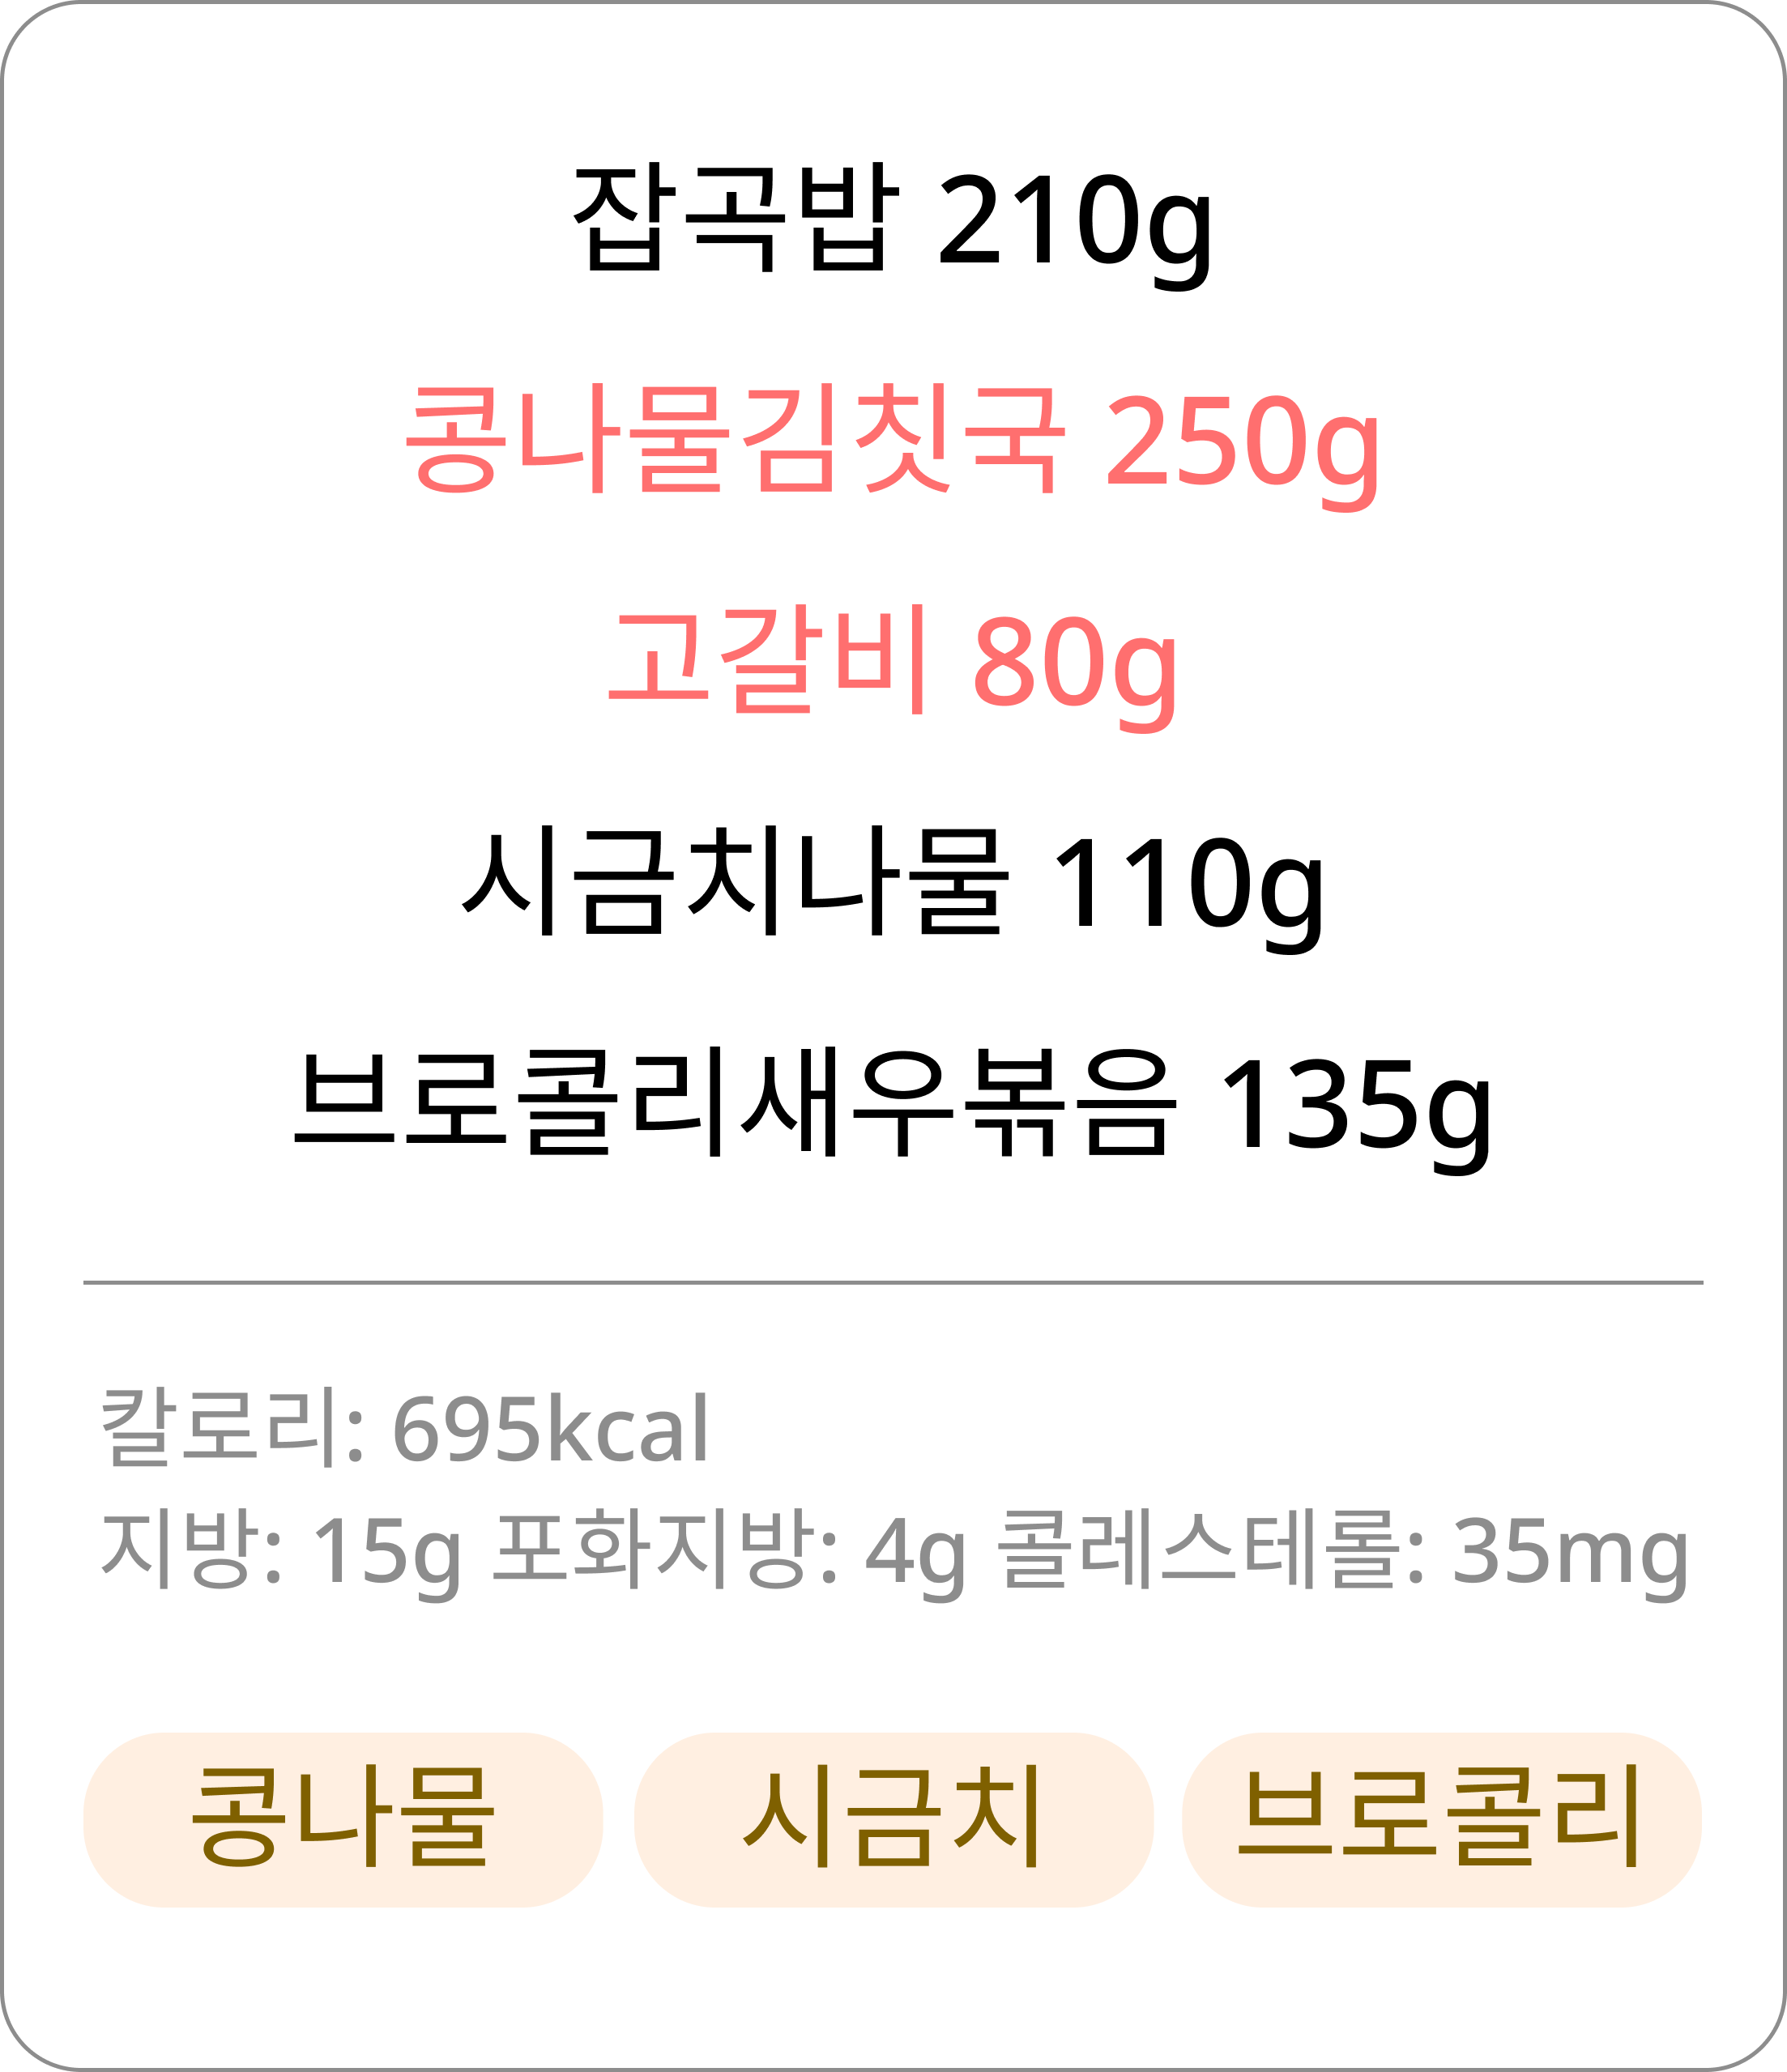 잡곡밥 210g
콩나물김칫국 250g
고갈비 80g
시금치나물 110g
브로콜리새우볶음 135g
칼로리: 695kcal
지방: 15g 포화지방: 4g 콜레스테롤: 35mg
콩나물 시금치 브로콜리